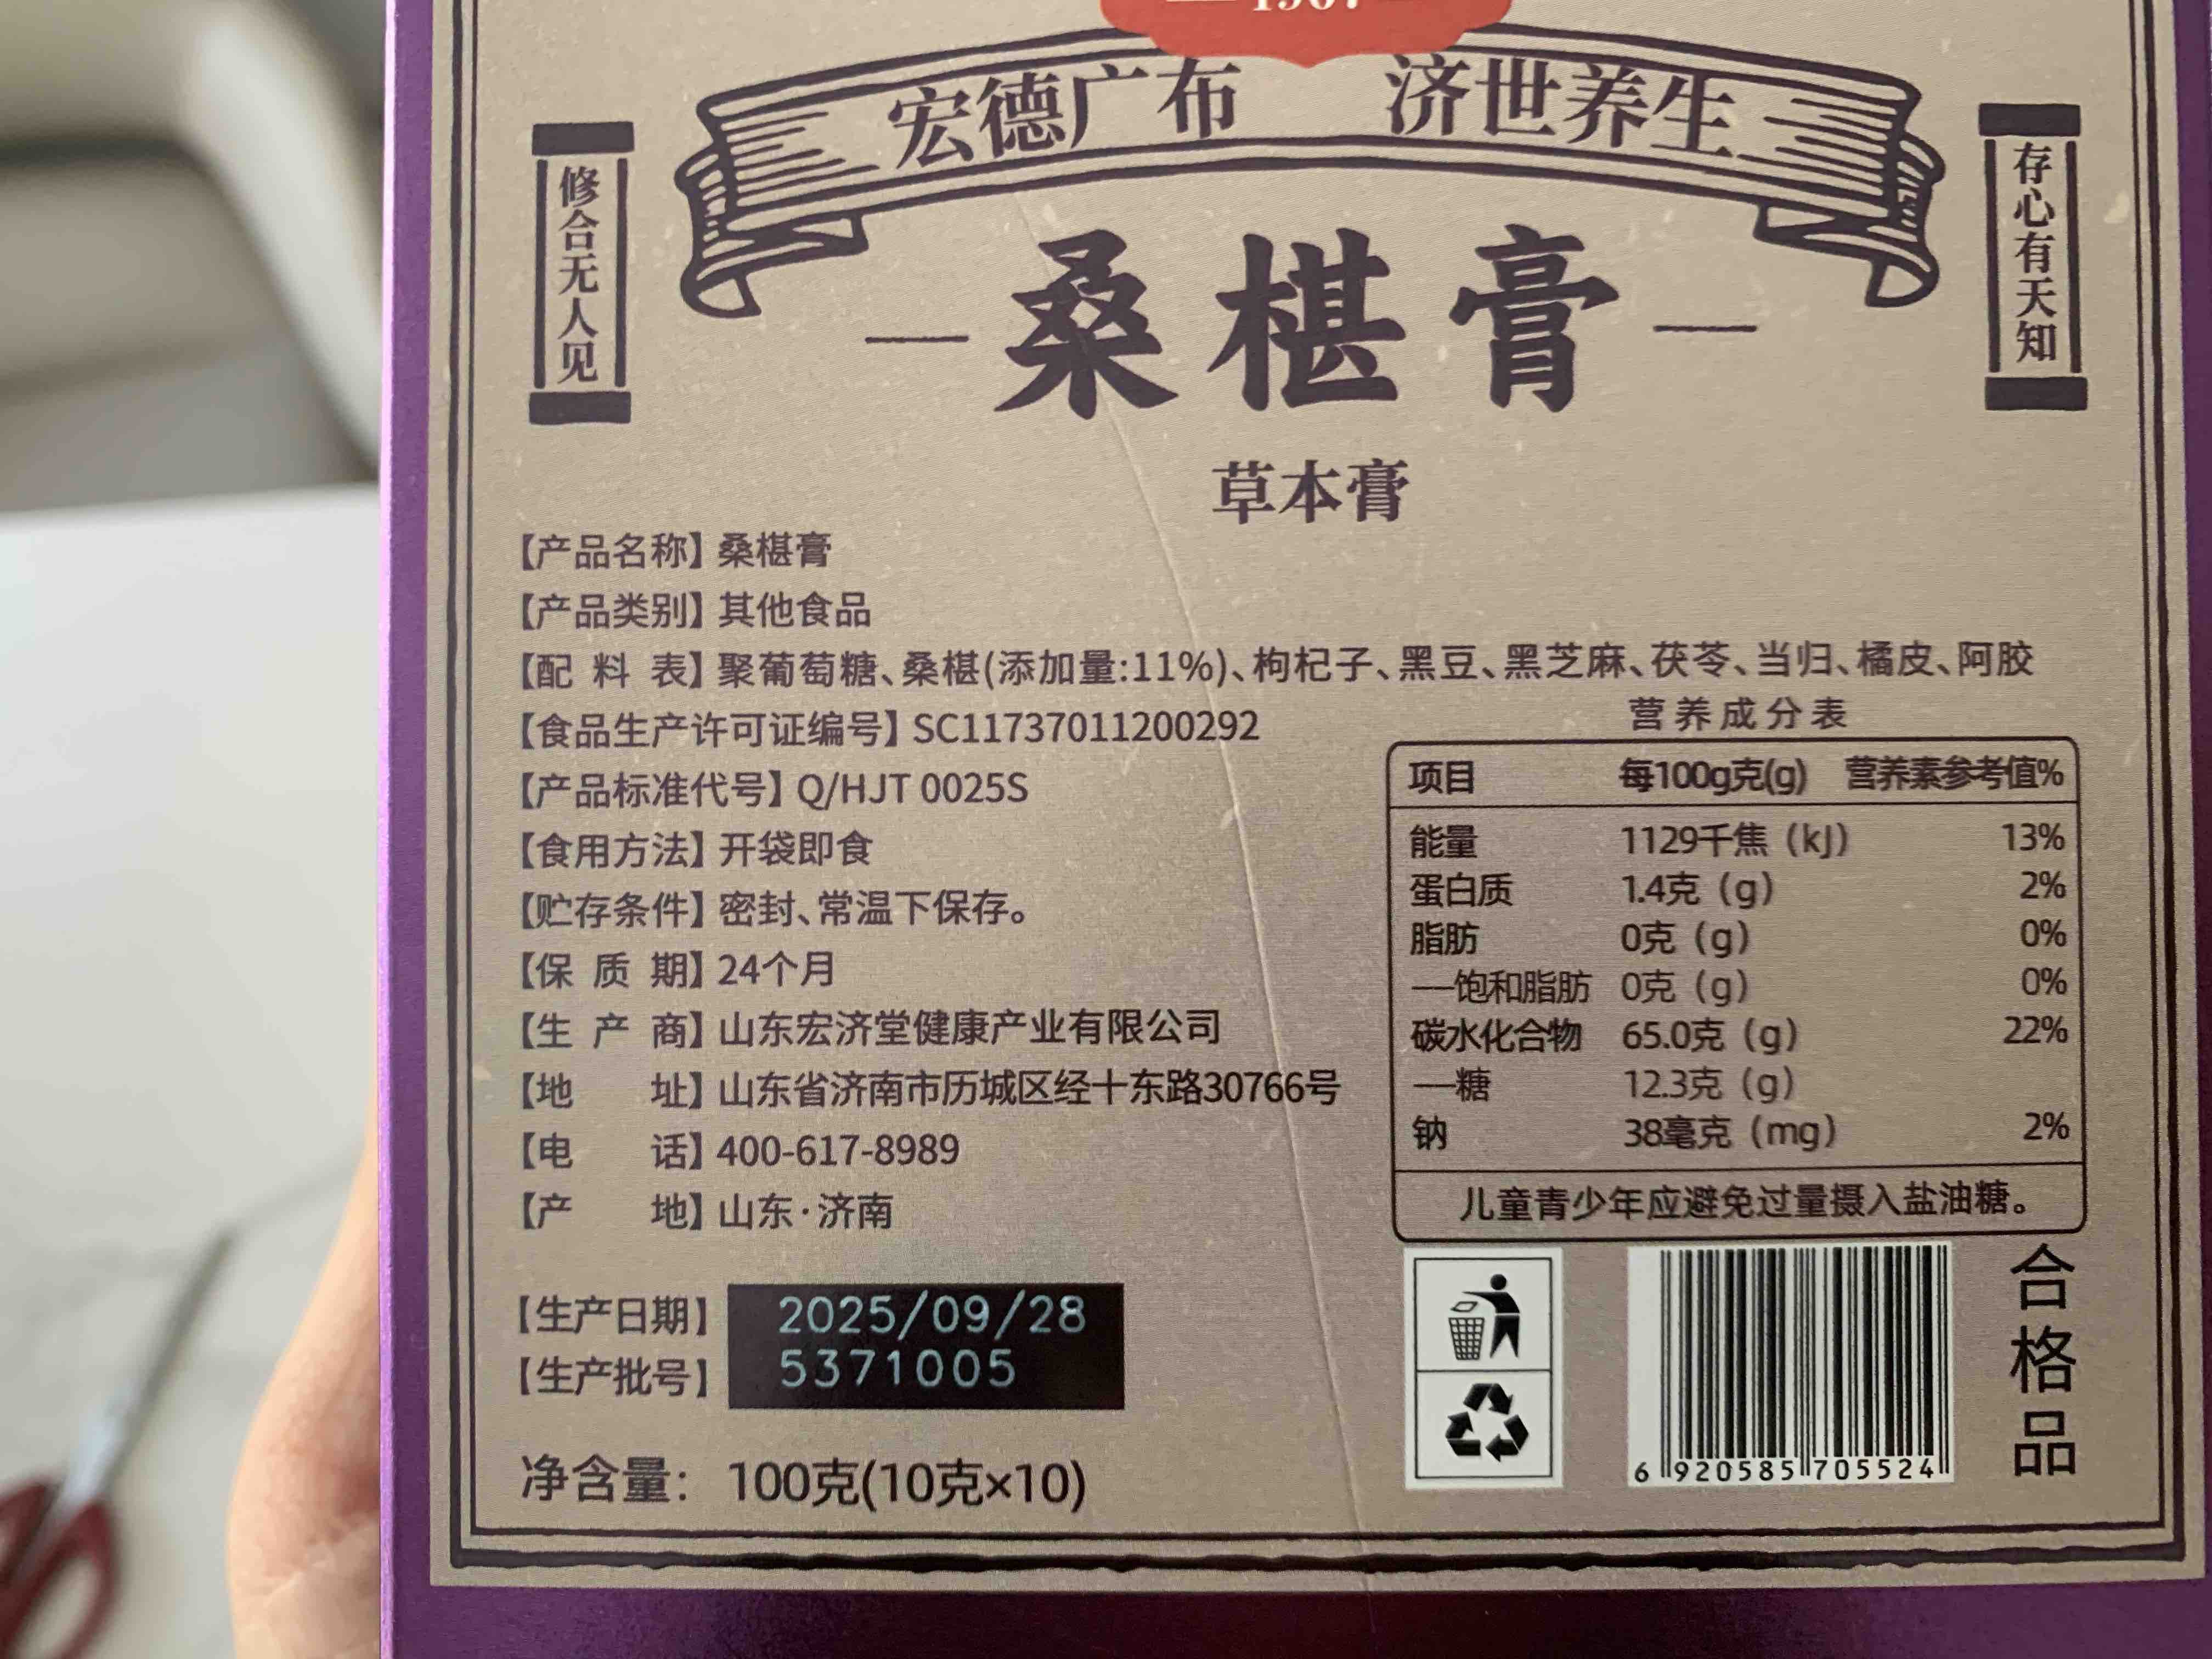 宏德广布 济世养生
修合无人见
存心有天知
桑椹膏
草本膏
【产品名称】桑椹膏
【产品类别】其他食品
【配料表】聚葡萄糖、桑椹(添加量:11%)、枸杞子、黑豆、黑芝麻、茯苓、当归、橘皮、阿胶
【食品生产许可证编号】SC11737011200292
【产品标准代号】Q/HJT 0025S
【食用方法】开袋即食
【贮存条件】密封、常温下保存。
【保质期】24个月
【生产商】山东宏济堂健康产业有限公司
【地址】山东省济南市历城区经十东路30766号
【电话】400-617-8989
【产地】山东·济南
【生产日期】2025/09/28
【生产批号】5371005
净含量：100克(10克×10)
营养成分表
项目 每100g克(g) 营养素参考值%
能量 1129千焦（kJ） 13%
蛋白质 1.4克（g） 2%
脂肪 0克（g） 0%
—饱和脂肪 0克（g） 0%
碳水化合物 65.0克（g） 22%
—糖 12.3克（g）
钠 38毫克（mg） 2%
儿童青少年应避免过量摄入盐油糖。
6 920585 705524
合格品